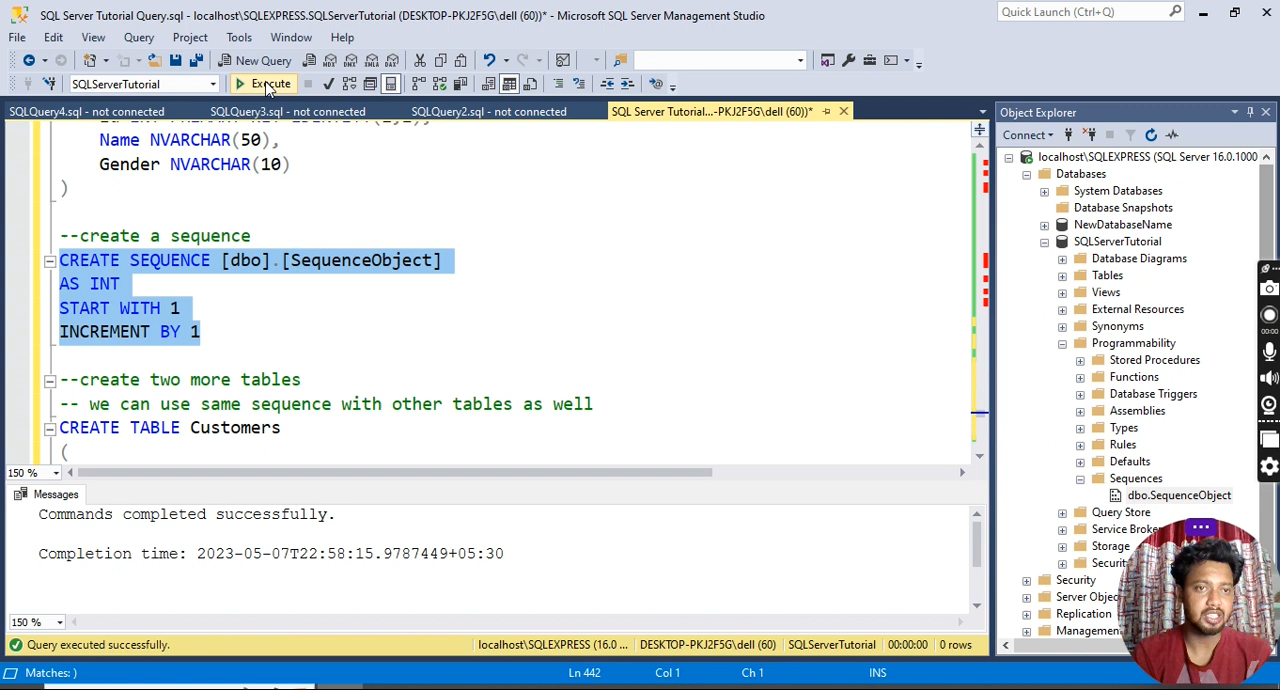 SQL Server Tutorial Query.sql - localhost\SQLEXPRESS.SQLServerTutorial (DESKTOP-PKJ2F5G\dell (60))* - Microsoft SQL Server Management Studio
Quick Launch (Ctrl+Q)
File Edit View Query Project Tools Window Help
New Query
SQLServerTutorial Execute
SQLQuery4.sql - not connected SQLQuery3.sql - not connected SQLQuery2.sql - not connected SQL Server Tutorial...-PKJ2F5G\dell (60))*
Name NVARCHAR(50),
Gender NVARCHAR(10)
)
--create a sequence
CREATE SEQUENCE [dbo].[SequenceObject]
AS INT
START WITH 1
INCREMENT BY 1
--create two more tables
-- we can use same sequence with other tables as well
CREATE TABLE Customers
(
150 %
Messages
Commands completed successfully.
Completion time: 2023-05-07T22:58:15.9787449+05:30
150 %
Query executed successfully. localhost\SQLEXPRESS (16.0 ... DESKTOP-PKJ2F5G\dell (60) SQLServerTutorial 00:00:00 0 rows
Matches: ) Ln 442 Col 1 Ch 1 INS
Object Explorer
Connect
localhost\SQLEXPRESS (SQL Server 16.0.1000
Databases
System Databases
Database Snapshots
NewDatabaseName
SQLServerTutorial
Database Diagrams
Tables
Views
External Resources
Synonyms
Programmability
Stored Procedures
Functions
Database Triggers
Assemblies
Types
Rules
Defaults
Sequences
dbo.SequenceObject
Query Store
Service Broke
Storage
Securi
Security
Server Obje
Replication
Managemen
00:00